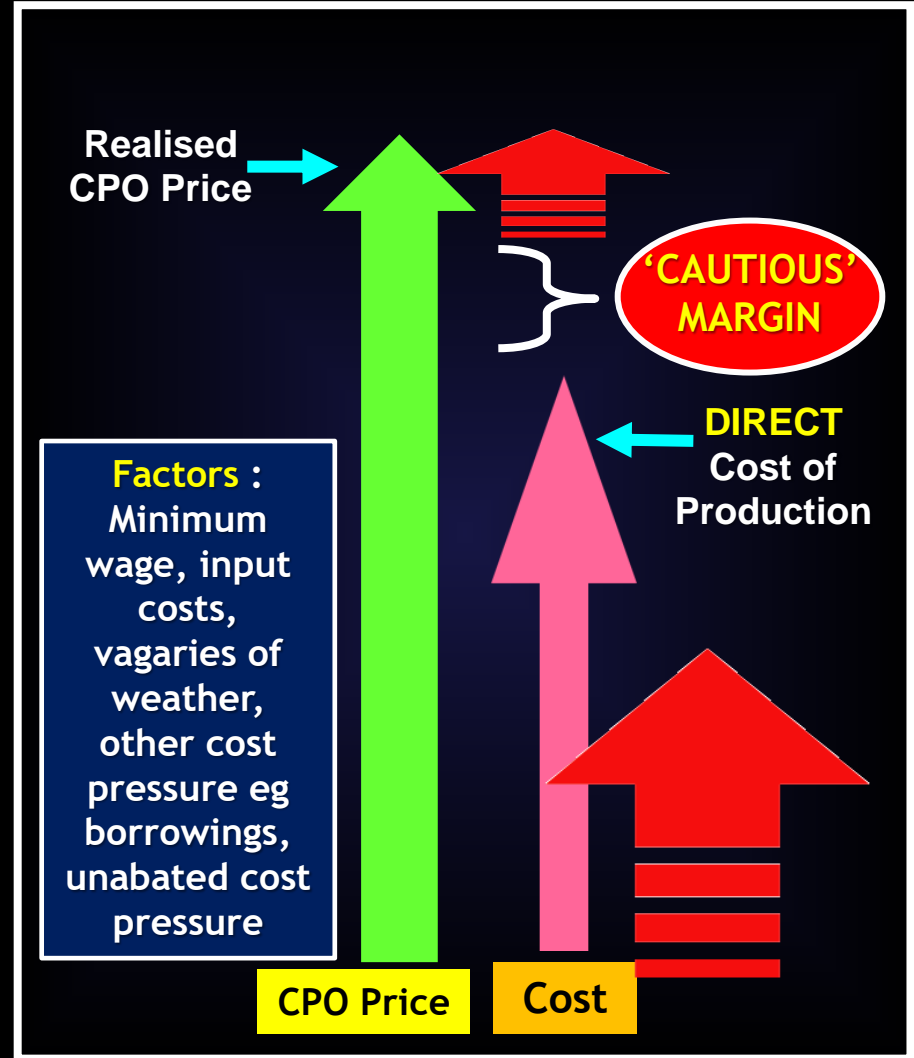 Realised
CPO Price
‘CAUTIOUS’
MARGIN
DIRECT
Cost of
Production
Factors :
Minimum
wage, input
costs,
vagaries of
weather,
other cost
pressure eg
borrowings,
unabated cost
pressure
CPO Price
Cost